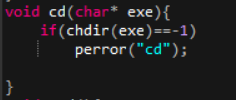 void cd(char* exe){
if(chdir(exe)==-1)
perror("cd");
}